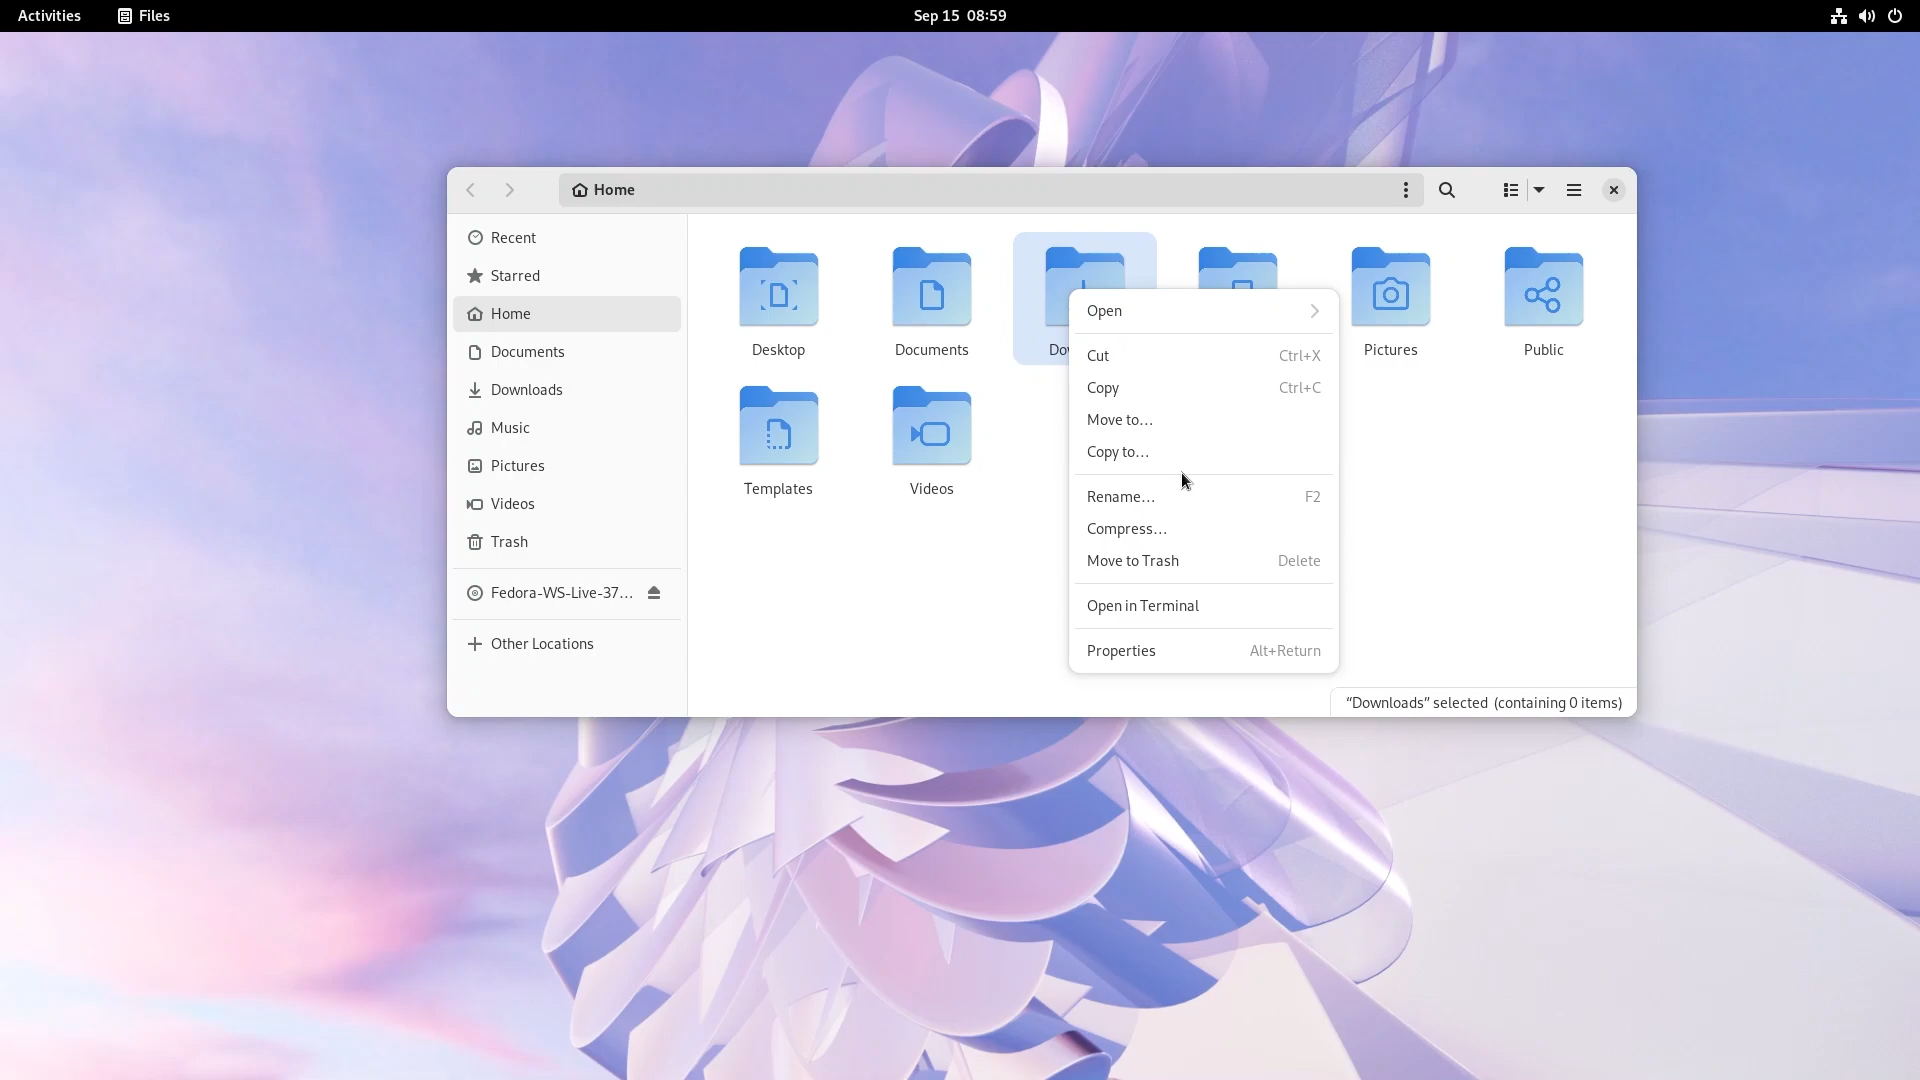 Activities Files Sep 15 08:59
Home
Recent
Starred
Home
Documents
Downloads
Music
Pictures
Videos
Trash
Fedora-WS-Live-37...
Other Locations
Desktop Documents Pictures Public
Templates Videos
Open
Cut Ctrl+X
Copy Ctrl+C
Move to…
Copy to…
Rename… F2
Compress…
Move to Trash Delete
Open in Terminal
Properties Alt+Return
“Downloads” selected (containing 0 items)